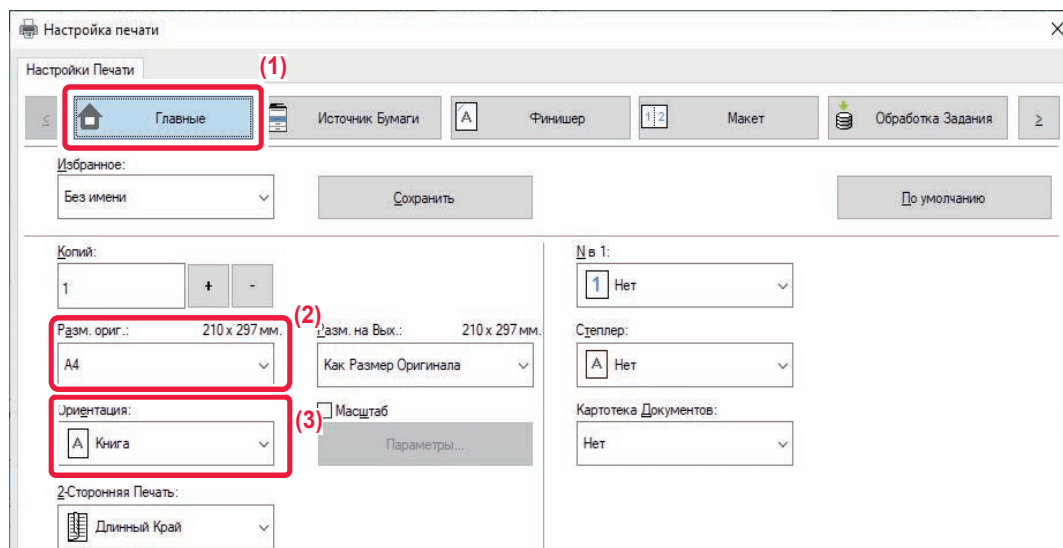 Настройка печати
Настройки Печати
(1)
< Главные Источник Бумаги A Финишер 1 2 Макет Обработка Задания >
Избранное:
Без имени Сохранить По умолчанию
Копий: N в 1:
1 + - 1 Нет
(2)
Разм. ориг.: 210 x 297 мм. Разм. на Вых.: 210 x 297 мм. Степлер:
A4 Как Размер Оригинала A Нет
Ориентация: (3) Масштаб Картотека Документов:
A Книга Параметры... Нет
2-Сторонняя Печать:
Длинный Край